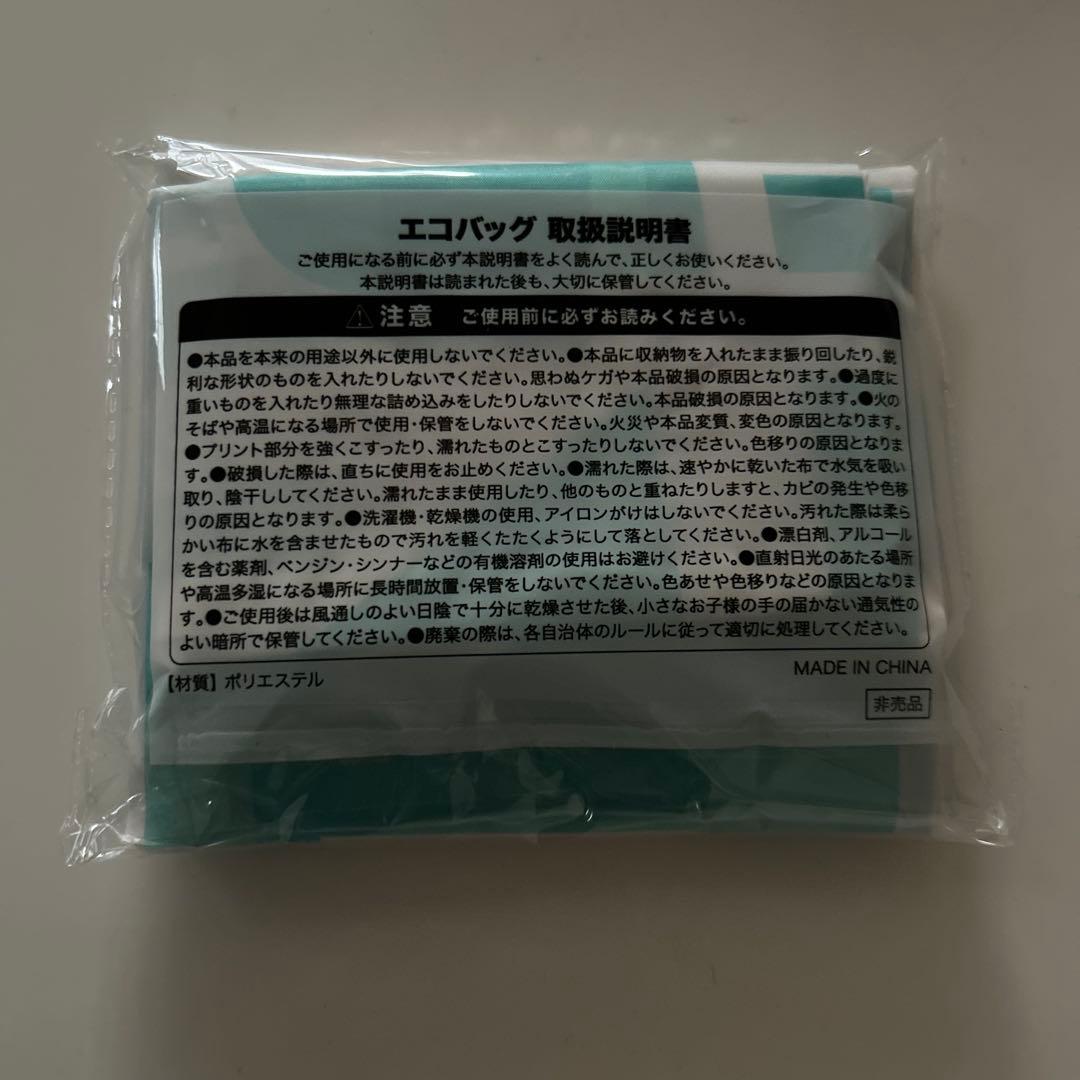 エコバッグ 取扱説明書
ご使用になる前に必ず本説明書をよく読んで、正しくお使いください。
本説明書は読まれた後も、大切に保管してください。
⚠注意 ご使用前に必ずお読みください。
●本品を本来の用途以外に使用しないでください。●本品に収納物を入れたまま振り回したり、鋭
利な形状のものを入れたりしないでください。思わぬケガや本品破損の原因となります。●過度に
重いものを入れたり無理な詰め込みをしたりしないでください。本品破損の原因となります。●火の
そばや高温になる場所で使用・保管をしないでください。火災や本品変質、変色の原因となります。
●プリント部分を強くこすったり、濡れたものとこすったりしないでください。色移りの原因となりま
す。●破損した際は、直ちに使用をお止めください。●濡れた際は、速やかに乾いた布で水気を吸い
取り、陰干ししてください。濡れたまま使用したり、他のものと重ねたりしますと、カビの発生や色移
りの原因となります。●洗濯機・乾燥機の使用、アイロンがけはしないでください。汚れた際は柔ら
かい布に水を含ませたもので汚れを軽くたたくようにして落としてください。●漂白剤、アルコール
を含む薬剤、ベンジン・シンナーなどの有機溶剤の使用はお避けください。●直射日光のあたる場所
や高温多湿になる場所に長時間放置・保管をしないでください。色あせや色移りなどの原因となりま
す。●ご使用後は風通しのよい日陰で十分に乾燥させた後、小さなお子様の手の届かない通気性の
よい暗所で保管してください。●廃棄の際は、各自治体のルールに従って適切に処理してください。
【材質】ポリエステル
MADE IN CHINA
非売品